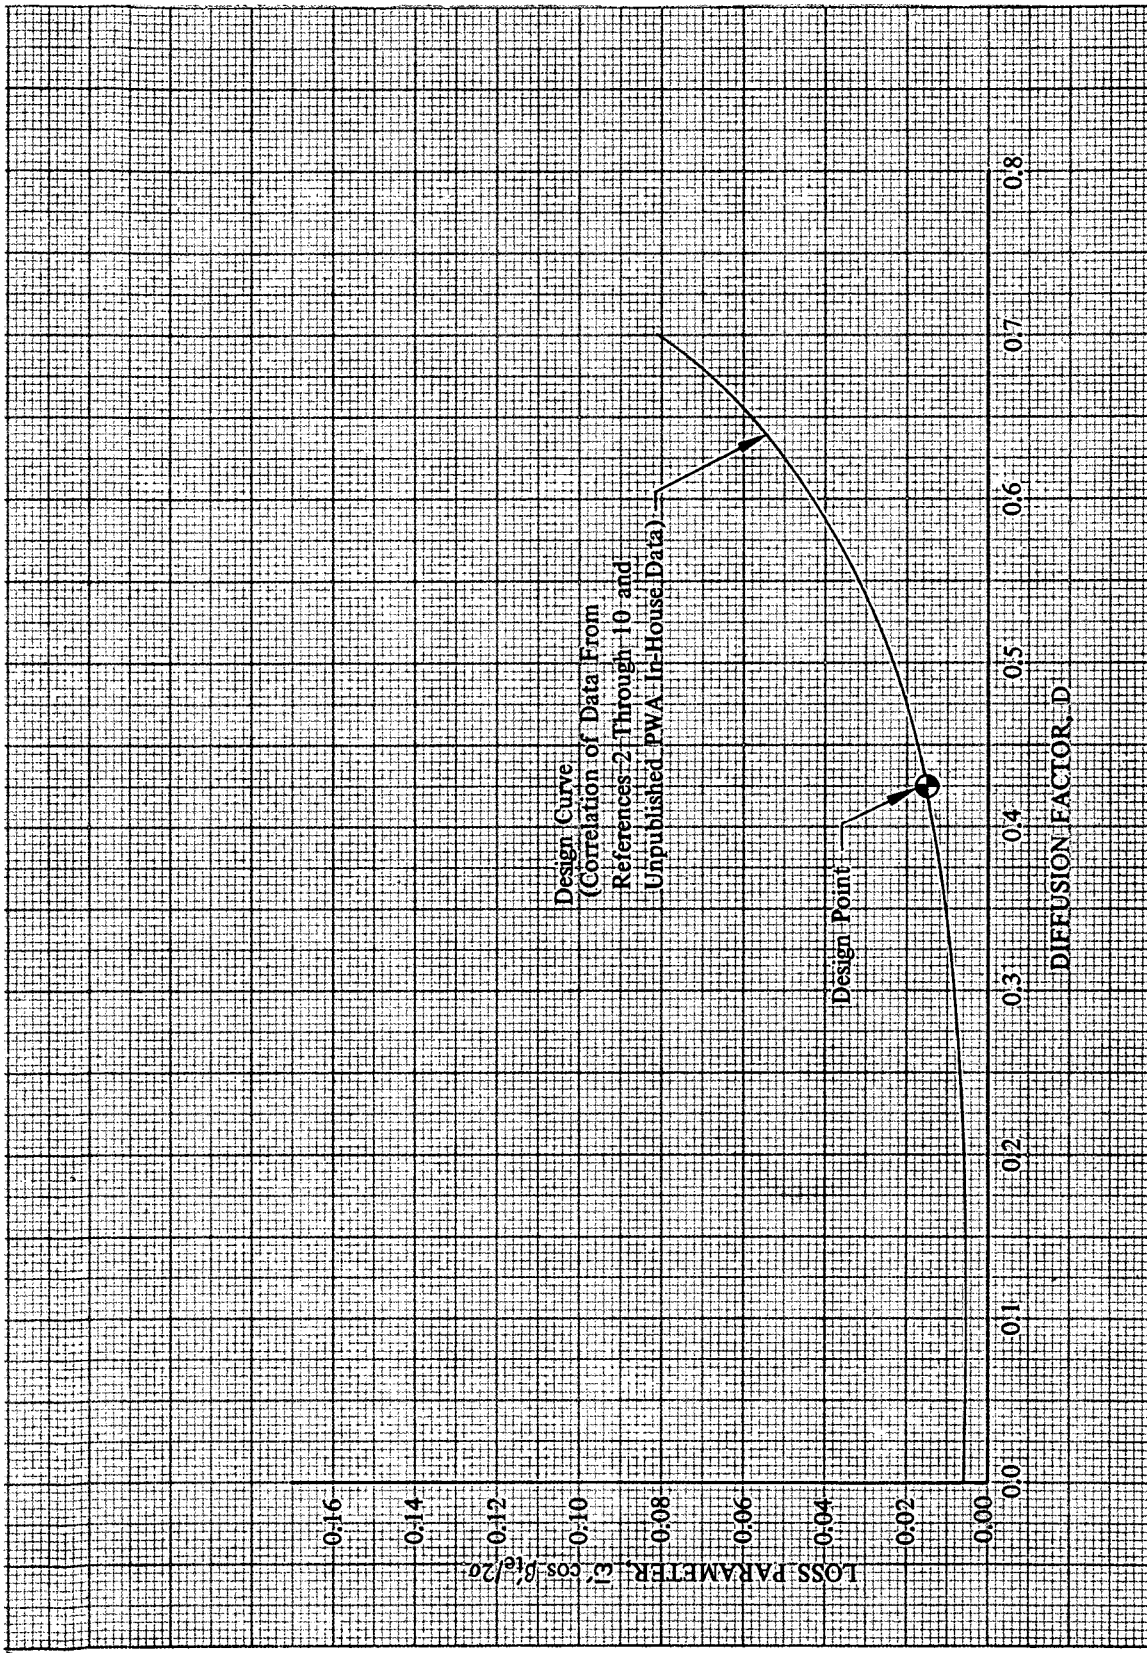 LOSS PARAMETER, ω̅' cos β'te/2σ
0.16
0.14
0.12
0.10
0.08
0.06
0.04
0.02
0.00
Design Curve
(Correlation of Data From
References 2 Through 10 and
Unpublished PWA In-House Data)
Design Point
0.0 0.1 0.2 0.3 0.4 0.5 0.6 0.7 0.8
DIFFUSION FACTOR, D